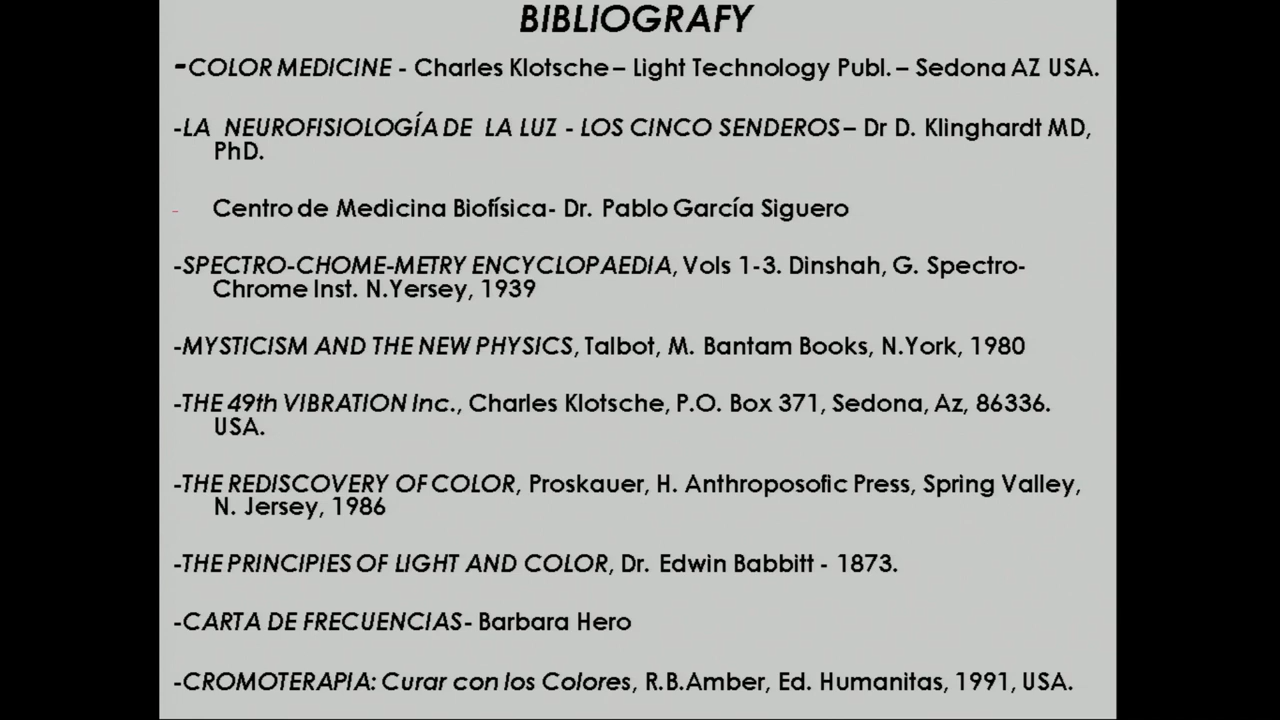 BIBLIOGRAFY
-COLOR MEDICINE - Charles Klotsche – Light Technology Publ. – Sedona AZ USA.
-LA NEUROFISIOLOGÍA DE LA LUZ - LOS CINCO SENDEROS – Dr D. Klinghardt MD,
PhD.
- Centro de Medicina Biofísica- Dr. Pablo García Siguero
-SPECTRO-CHOME-METRY ENCYCLOPAEDIA, Vols 1-3. Dinshah, G. Spectro-
Chrome Inst. N.Yersey, 1939
-MYSTICISM AND THE NEW PHYSICS, Talbot, M. Bantam Books, N.York, 1980
-THE 49th VIBRATION Inc., Charles Klotsche, P.O. Box 371, Sedona, Az, 86336.
USA.
-THE REDISCOVERY OF COLOR, Proskauer, H. Anthroposofic Press, Spring Valley,
N. Jersey, 1986
-THE PRINCIPIES OF LIGHT AND COLOR, Dr. Edwin Babbitt - 1873.
-CARTA DE FRECUENCIAS- Barbara Hero
-CROMOTERAPIA: Curar con los Colores, R.B.Amber, Ed. Humanitas, 1991, USA.